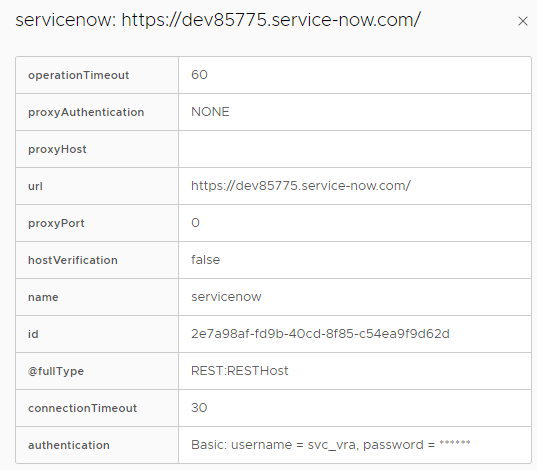 servicenow: https://dev85775.service-now.com/ ×
operationTimeout 60
proxyAuthentication NONE
proxyHost
url https://dev85775.service-now.com/
proxyPort 0
hostVerification false
name servicenow
id 2e7a98af-fd9b-40cd-8f85-c54ea9f9d62d
@fullType REST:RESTHost
connectionTimeout 30
authentication Basic: username = svc_vra, password = ******